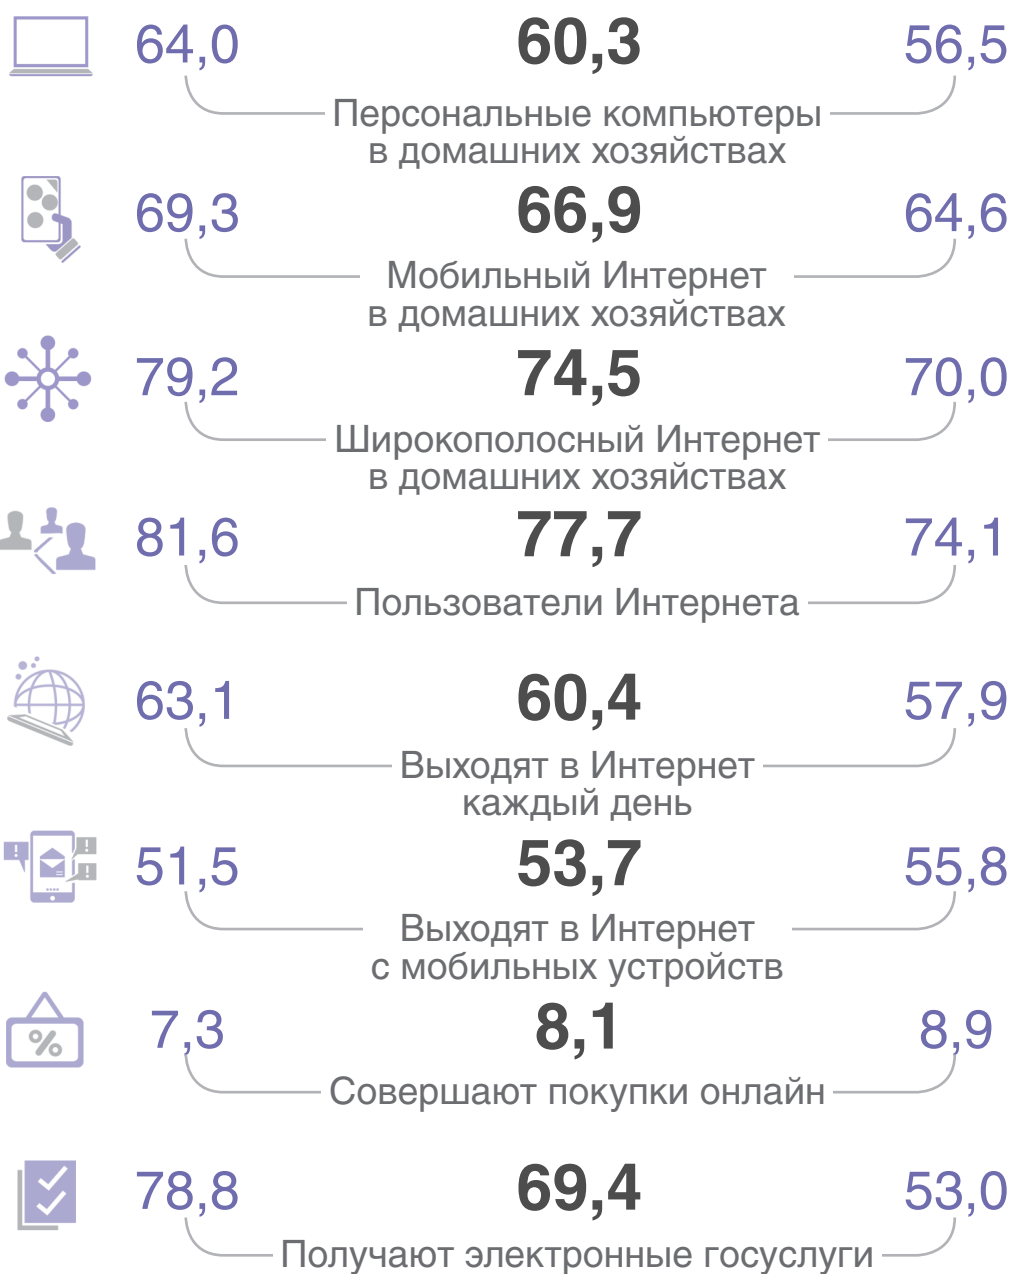 64,0 60,3 56,5
Персональные компьютеры
в домашних хозяйствах
69,3 66,9 64,6
Мобильный Интернет
в домашних хозяйствах
79,2 74,5 70,0
Широкополосный Интернет
в домашних хозяйствах
81,6 77,7 74,1
Пользователи Интернета
63,1 60,4 57,9
Выходят в Интернет
каждый день
51,5 53,7 55,8
Выходят в Интернет
с мобильных устройств
7,3 8,1 8,9
%
Совершают покупки онлайн
78,8 69,4 53,0
Получают электронные госуслуги